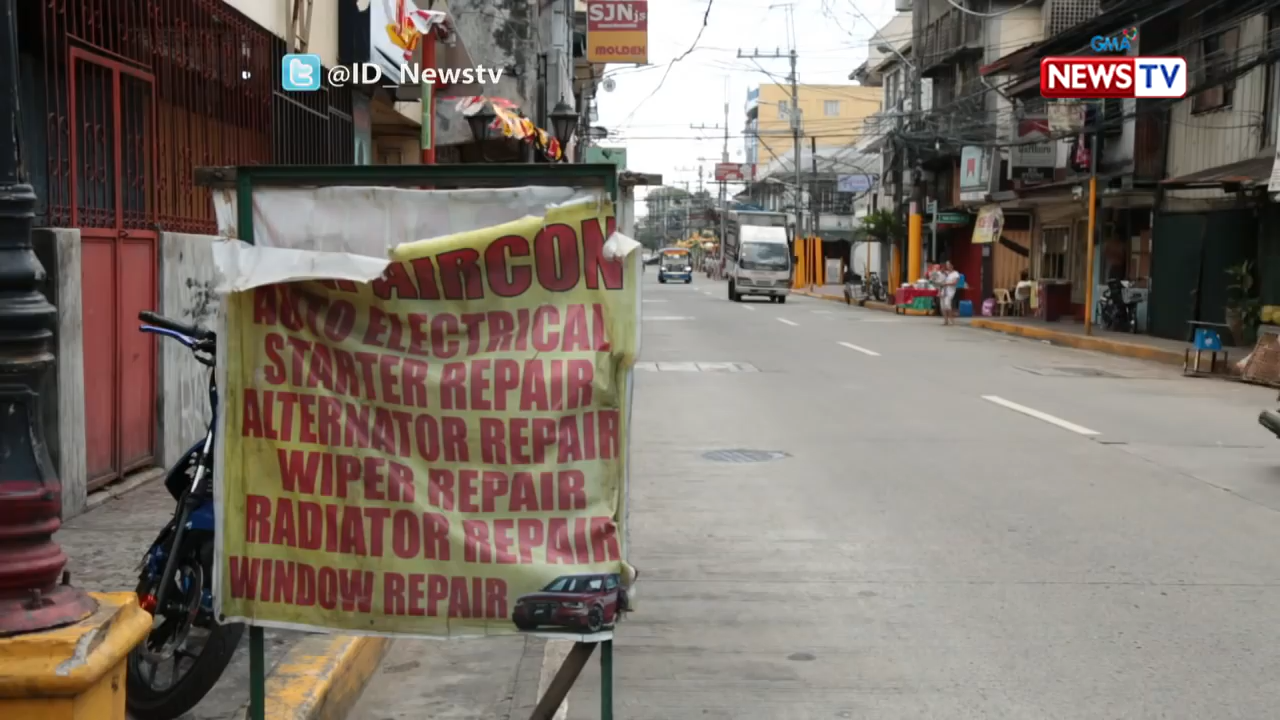 SJNjs
MOLDEN
@ID_Newstv
GMA
NEWS TV
AIRCON
AUTO ELECTRICAL
STARTER REPAIR
ALTERNATOR REPAIR
WIPER REPAIR
RADIATOR REPAIR
WINDOW REPAIR